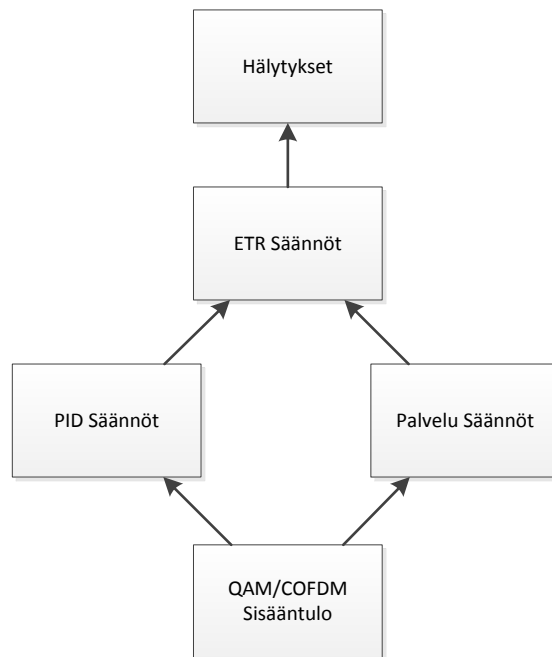 Hälytykset
ETR Säännöt
PID Säännöt
Palvelu Säännöt
QAM/COFDM
Sisääntulo